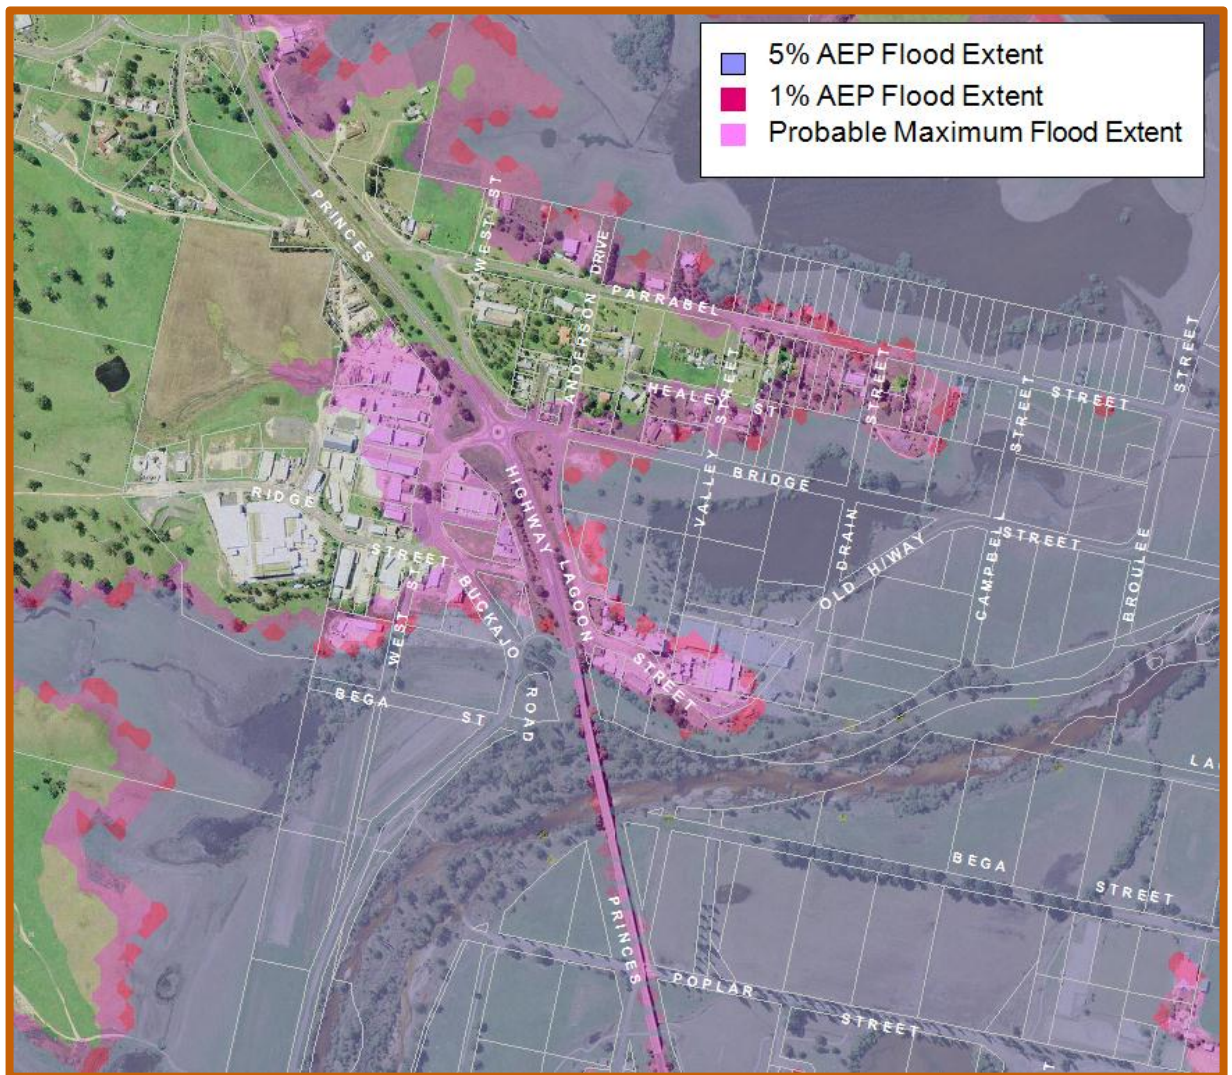 5% AEP Flood Extent
1% AEP Flood Extent
Probable Maximum Flood Extent
PRINCES
WEST ST
ANDERSON DRIVE
PARRABEL
STREET
STREET
HEALEY ST
STREET
STREET
STREET
VALLEY
BRIDGE
DRAIN
OLD H/WAY
STREET
CAMPBELL
BROULEE
RIDGE
STREET
HIGHWAY
LAGOON
STREET
WEST ST
BUCKAJO
ROAD
BEGA
ST
LA
BEGA
STREET
PRINCES
POPLAR
STREET
T